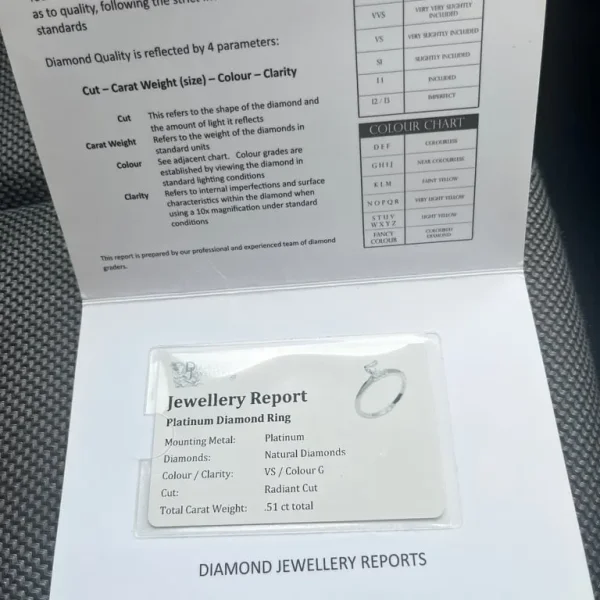 as to quality, following the strict
standards
Diamond Quality is reflected by 4 parameters:
Cut – Carat Weight (size) – Colour – Clarity
Cut This refers to the shape of the diamond and
the amount of light it reflects
Carat Weight Refers to the weight of the diamonds in
standard units
Colour See adjacent chart. Colour grades are
established by viewing the diamond in
standard lighting conditions
Clarity Refers to internal imperfections and surface
characteristics within the diamond when
using a 10x magnification under standard
conditions
This report is prepared by our professional and experienced team of diamond
graders.
VVS VERY VERY SLIGHTLY
INCLUDED
VS VERY SLIGHTLY INCLUDED
SI SLIGHTLY INCLUDED
I1 INCLUDED
I2 / I3 IMPERFECT
COLOUR CHART
D E F COLOURLESS
G H I J NEAR COLOURLESS
K L M FAINT YELLOW
N O P Q R VERY LIGHT YELLOW
S T U V
W X Y Z LIGHT YELLOW
FANCY
COLOUR COLOURED
DIAMONDS
Jewellery Report
Platinum Diamond Ring
Mounting Metal: Platinum
Diamonds: Natural Diamonds
Colour / Clarity: VS / Colour G
Cut: Radiant Cut
Total Carat Weight: .51 ct total
DIAMOND JEWELLERY REPORTS